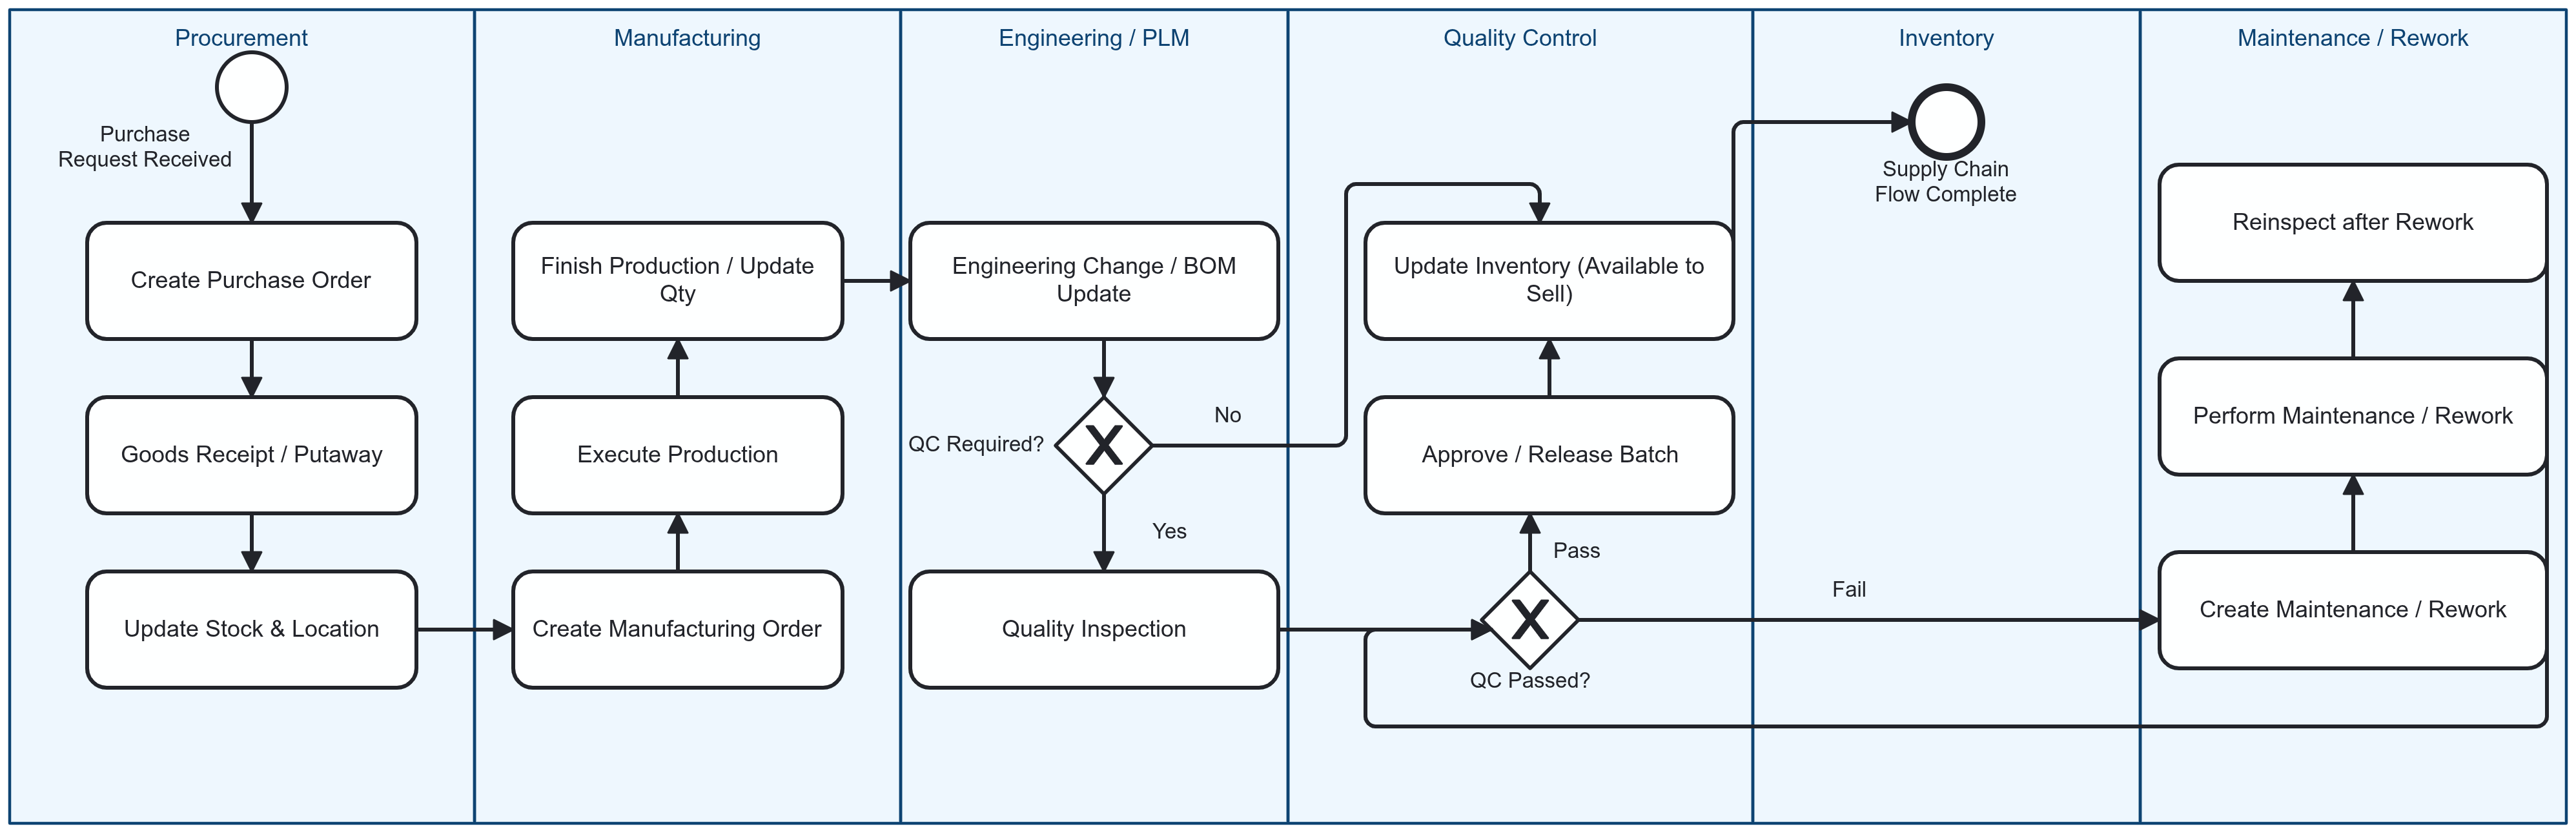 Procurement
Manufacturing
Engineering / PLM
Quality Control
Inventory
Maintenance / Rework
Purchase
Request Received
Create Purchase Order
Goods Receipt / Putaway
Update Stock & Location
Finish Production / Update
Qty
Execute Production
Create Manufacturing Order
Engineering Change / BOM
Update
QC Required?
No
Yes
Quality Inspection
Update Inventory (Available to
Sell)
Approve / Release Batch
Pass
QC Passed?
Supply Chain
Flow Complete
Fail
Reinspect after Rework
Perform Maintenance / Rework
Create Maintenance / Rework